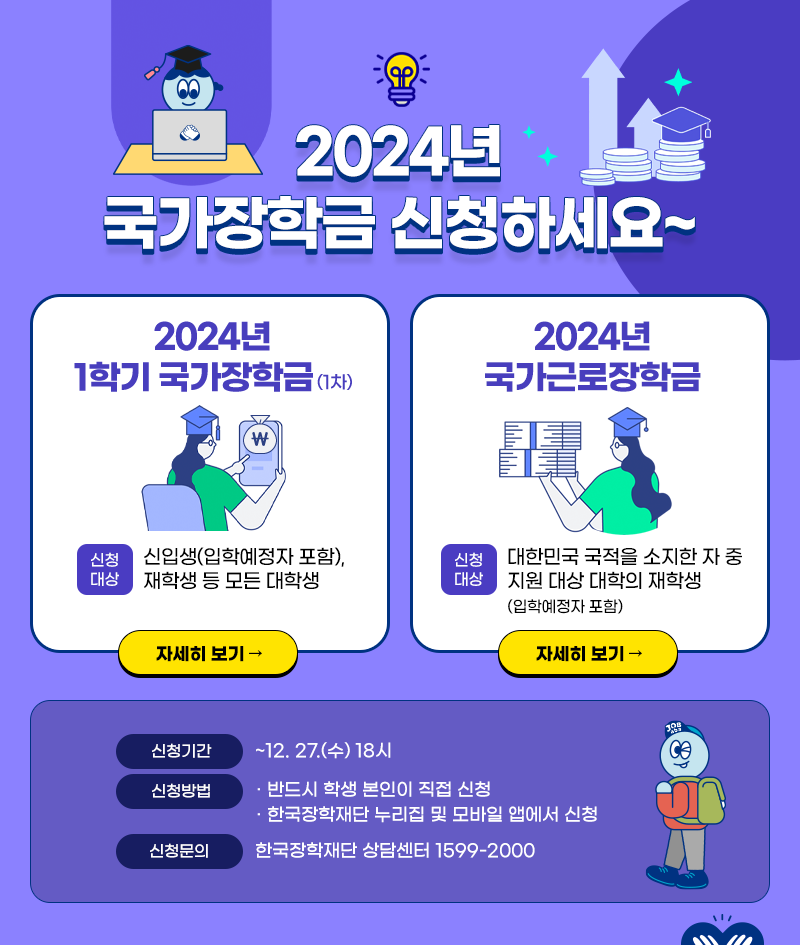 2024년
국가장학금 신청하세요~
2024년
1학기 국가장학금(1차)
₩
신청
대상
신입생(입학예정자 포함),
재학생 등 모든 대학생
자세히 보기 →
2024년
국가근로장학금
신청
대상
대한민국 국적을 소지한 자 중
지원 대상 대학의 재학생
(입학예정자 포함)
자세히 보기 →
신청기간 ~12. 27.(수) 18시
신청방법 · 반드시 학생 본인이 직접 신청
· 한국장학재단 누리집 및 모바일 앱에서 신청
신청문의 한국장학재단 상담센터 1599-2000
JOB